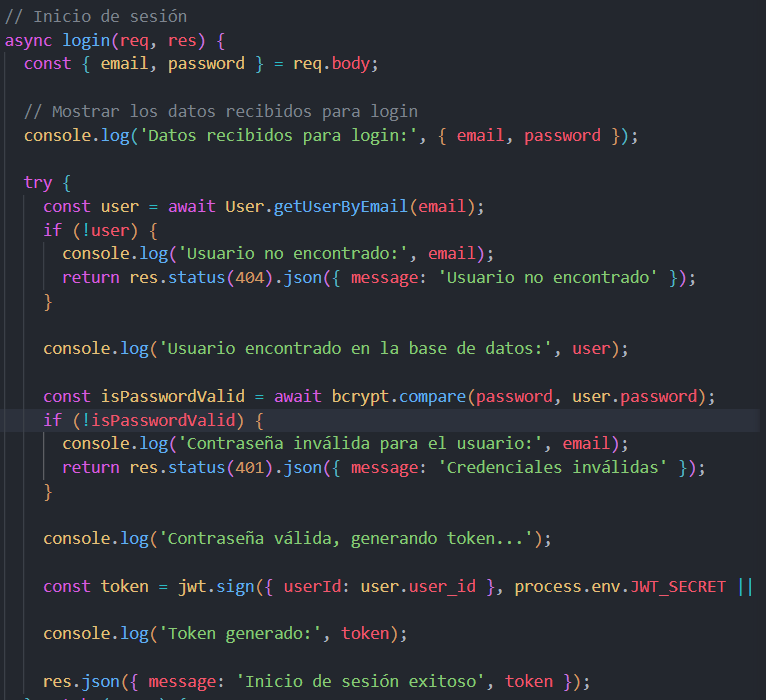 // Inicio de sesión
async login(req, res) {
const { email, password } = req.body;
// Mostrar los datos recibidos para login
console.log('Datos recibidos para login:', { email, password });
try {
const user = await User.getUserByEmail(email);
if (!user) {
console.log('Usuario no encontrado:', email);
return res.status(404).json({ message: 'Usuario no encontrado' });
}
console.log('Usuario encontrado en la base de datos:', user);
const isPasswordValid = await bcrypt.compare(password, user.password);
if (!isPasswordValid) {
console.log('Contraseña inválida para el usuario:', email);
return res.status(401).json({ message: 'Credenciales inválidas' });
}
console.log('Contraseña válida, generando token...');
const token = jwt.sign({ userId: user.user_id }, process.env.JWT_SECRET ||
console.log('Token generado:', token);
res.json({ message: 'Inicio de sesión exitoso', token });